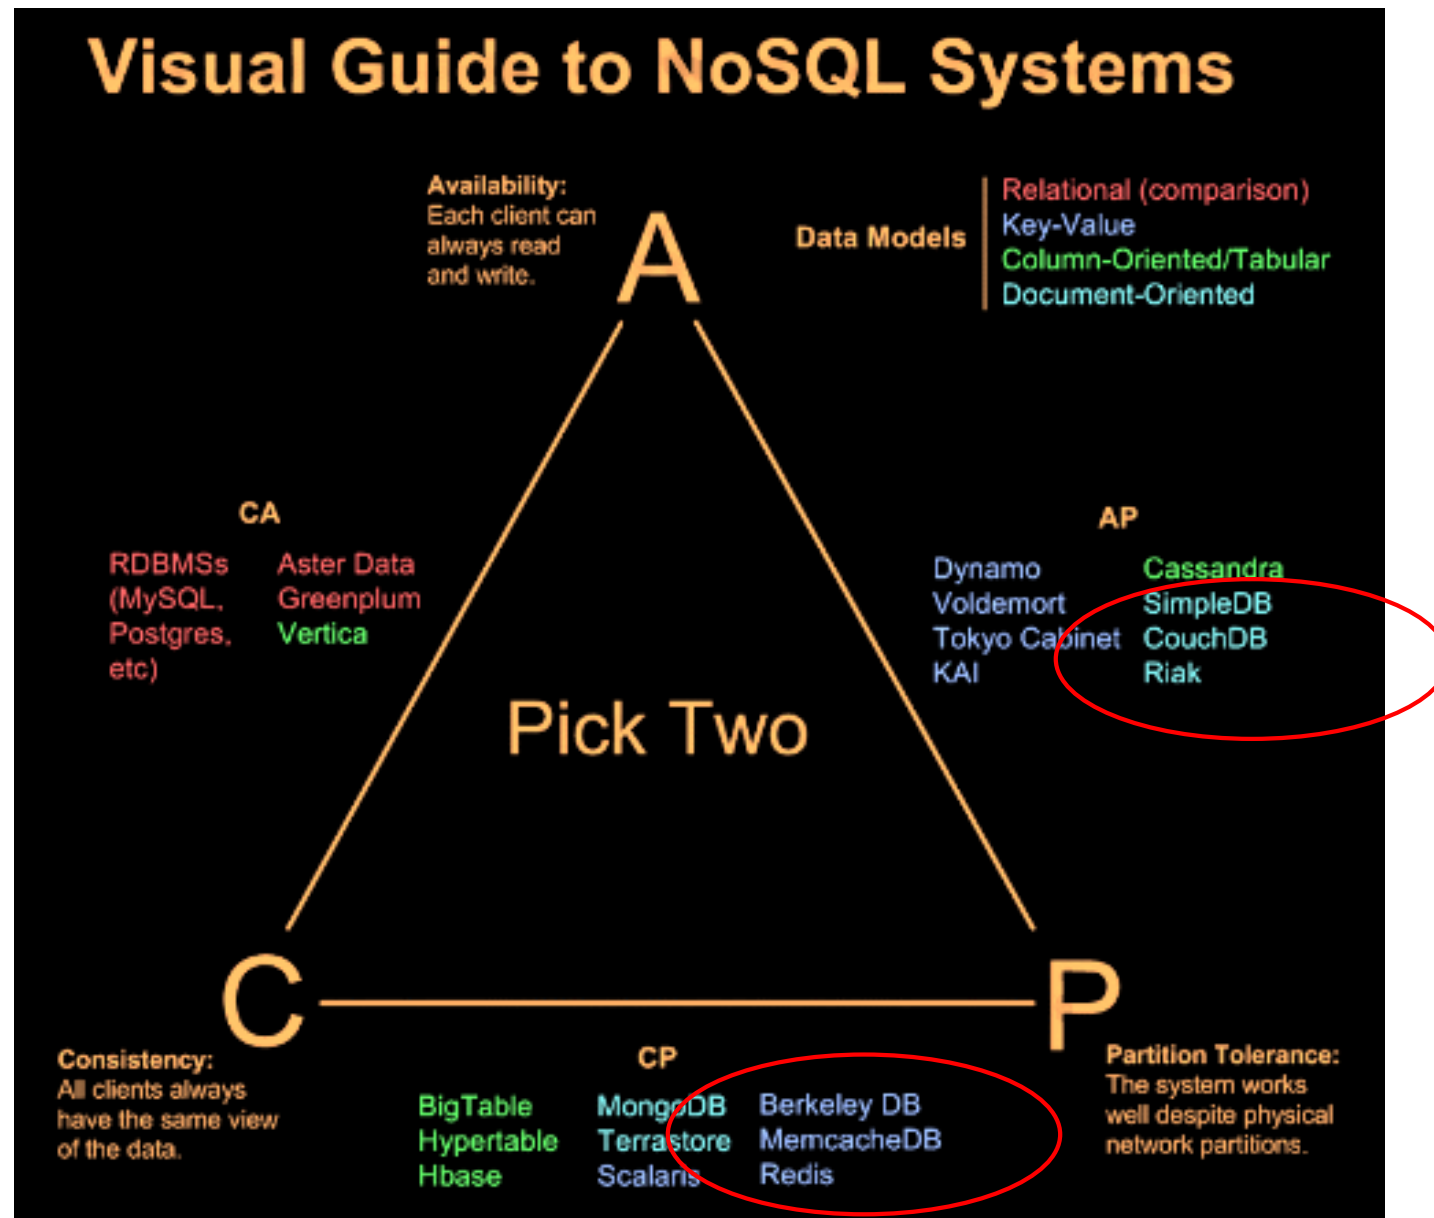 Visual Guide to NoSQL Systems
Availability:
Each client can
always read
and write.
A
Data Models
Relational (comparison)
Key-Value
Column-Oriented/Tabular
Document-Oriented
CA
RDBMSs
(MySQL,
Postgres,
etc)
Aster Data
Greenplum
Vertica
AP
Dynamo
Voldemort
Tokyo Cabinet
KAI
Cassandra
SimpleDB
CouchDB
Riak
Pick Two
C
P
Consistency:
All clients always
have the same view
of the data.
CP
BigTable
Hypertable
Hbase
MongoDB
Terrastore
Scalaris
Berkeley DB
MemcacheDB
Redis
Partition Tolerance:
The system works
well despite physical
network partitions.